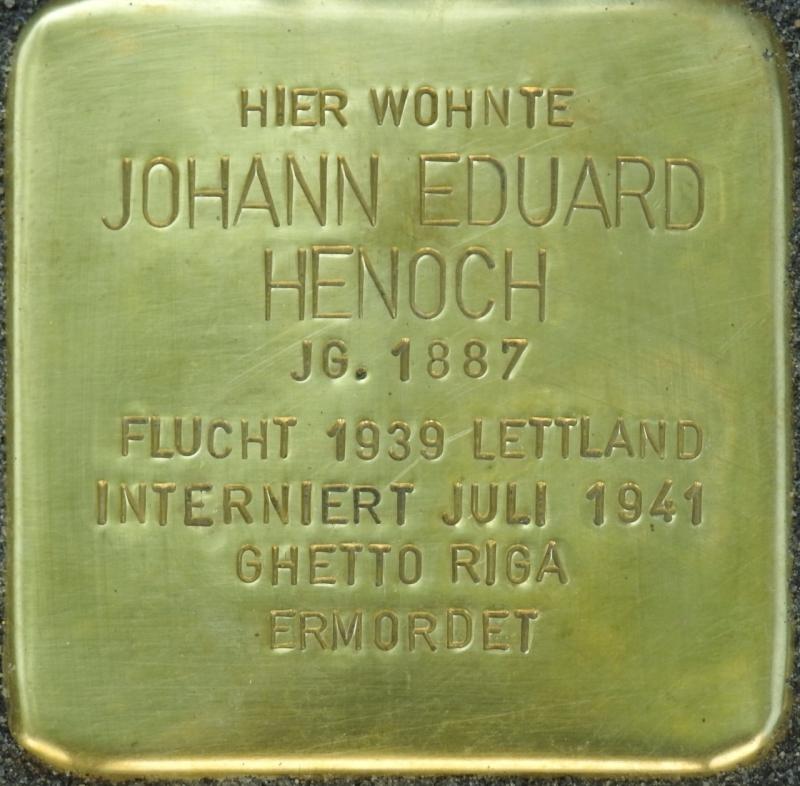 HIER WOHNTE
JOHANN EDUARD
HENOCH
JG. 1887
FLUCHT 1939 LETTLAND
INTERNIERT JULI 1941
GHETTO RIGA
ERMORDET